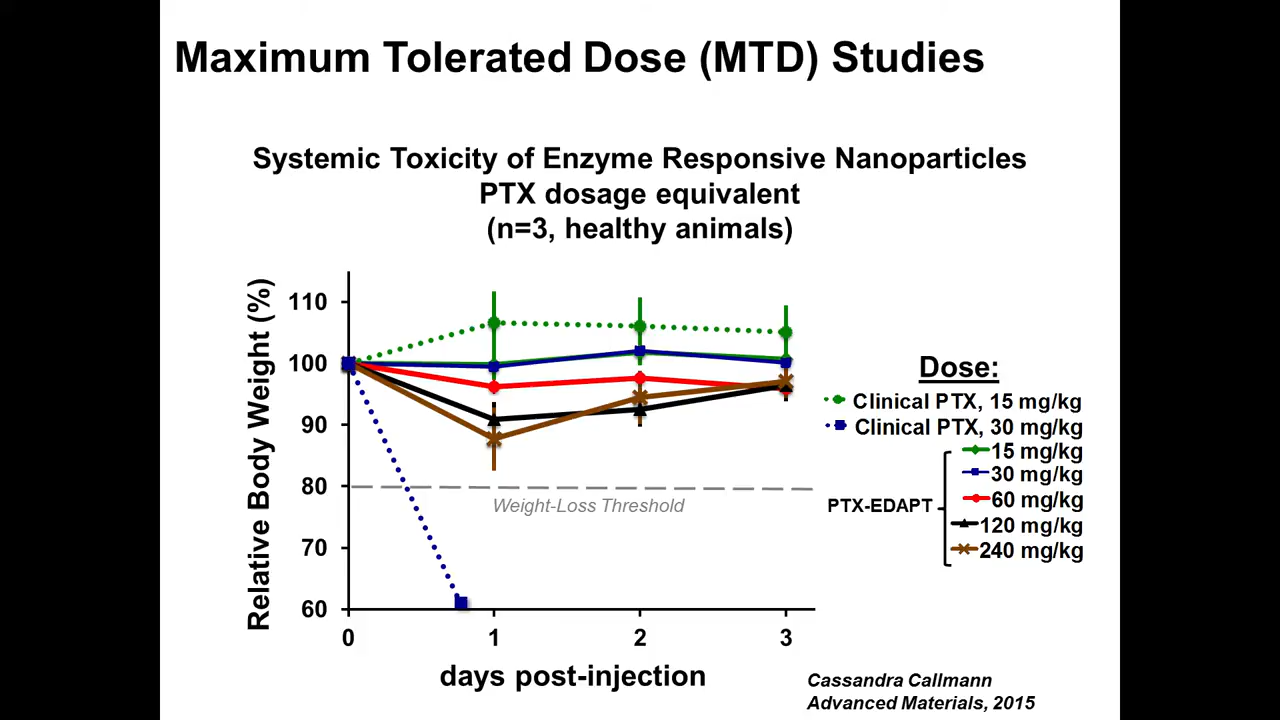 Maximum Tolerated Dose (MTD) Studies
Systemic Toxicity of Enzyme Responsive Nanoparticles
PTX dosage equivalent
(n=3, healthy animals)
Relative Body Weight (%)
110
100
90
80
70
60
Weight-Loss Threshold
0
1
2
3
days post-injection
Dose:
Clinical PTX, 15 mg/kg
Clinical PTX, 30 mg/kg
PTX-EDAPT
15 mg/kg
30 mg/kg
60 mg/kg
120 mg/kg
240 mg/kg
Cassandra Callmann
Advanced Materials, 2015